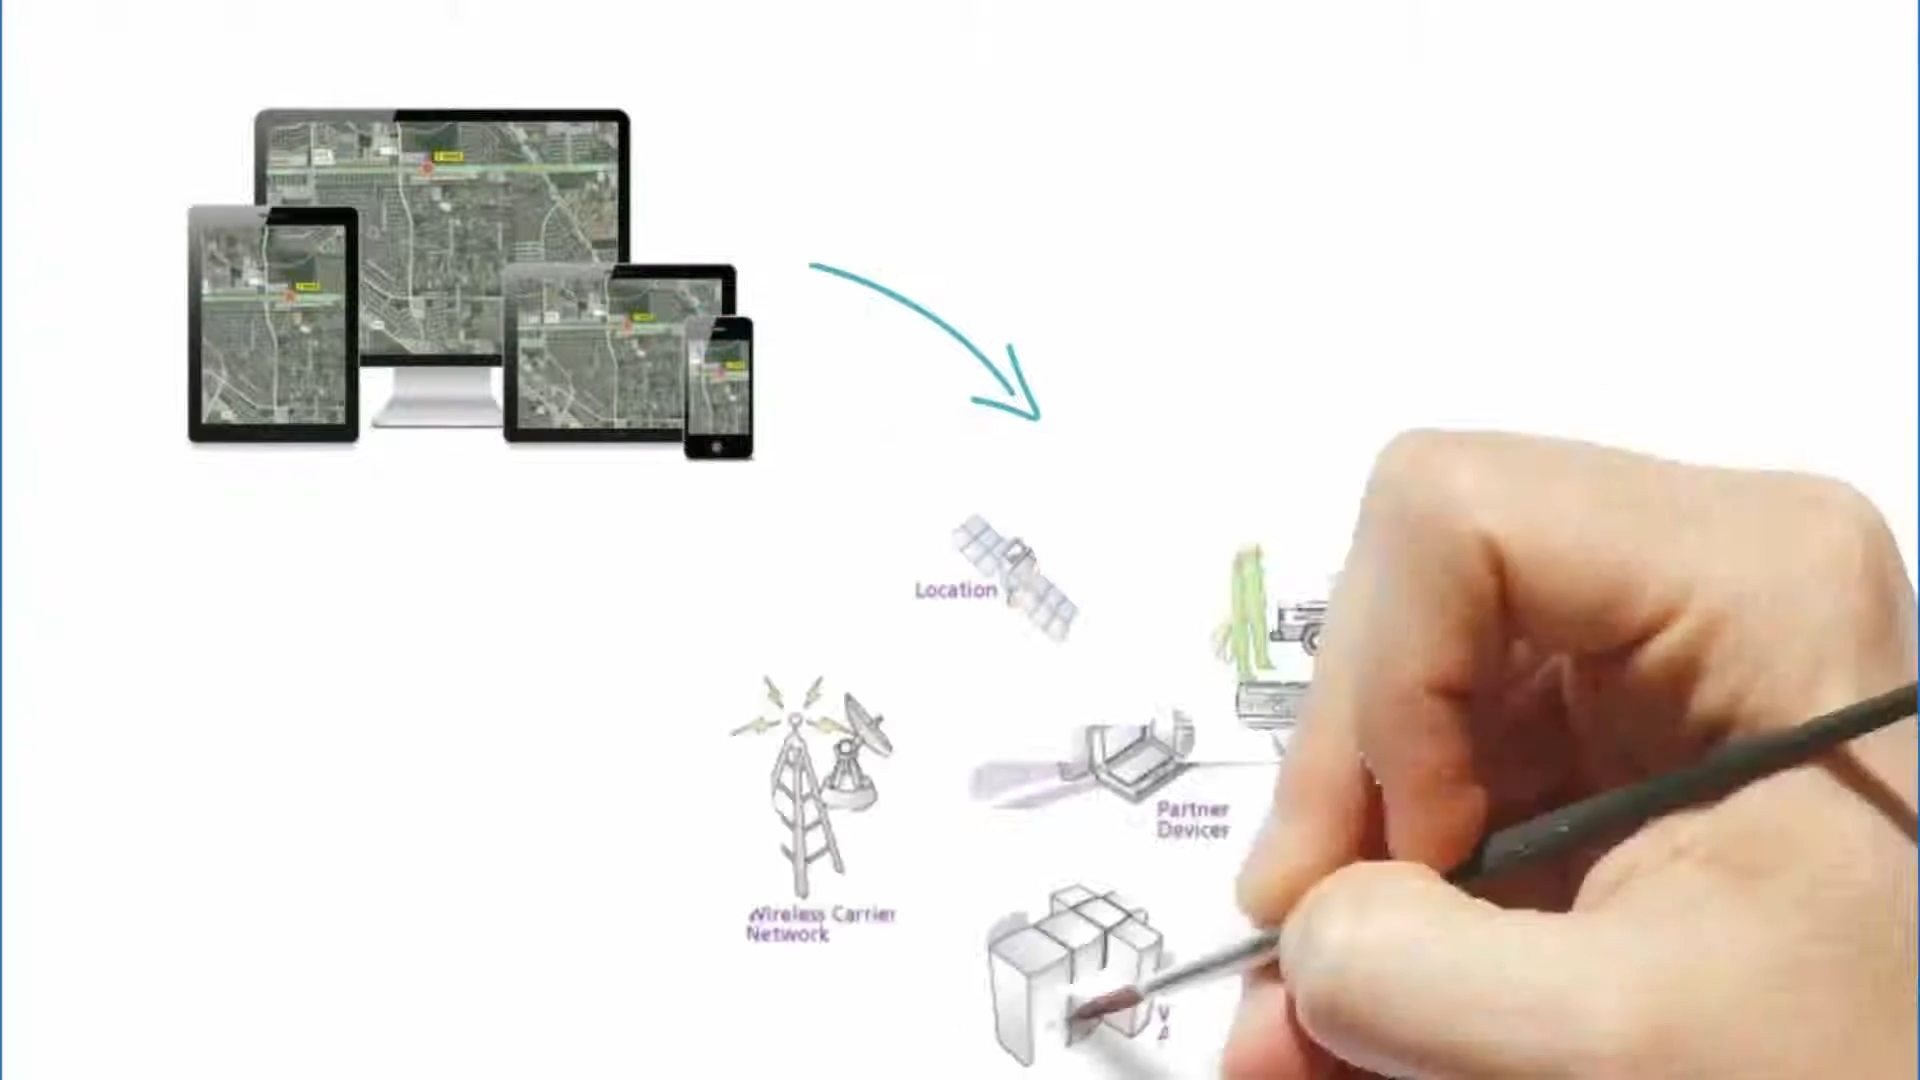 Location
Partner
Devices
Wireless Carrier
Network
V
A